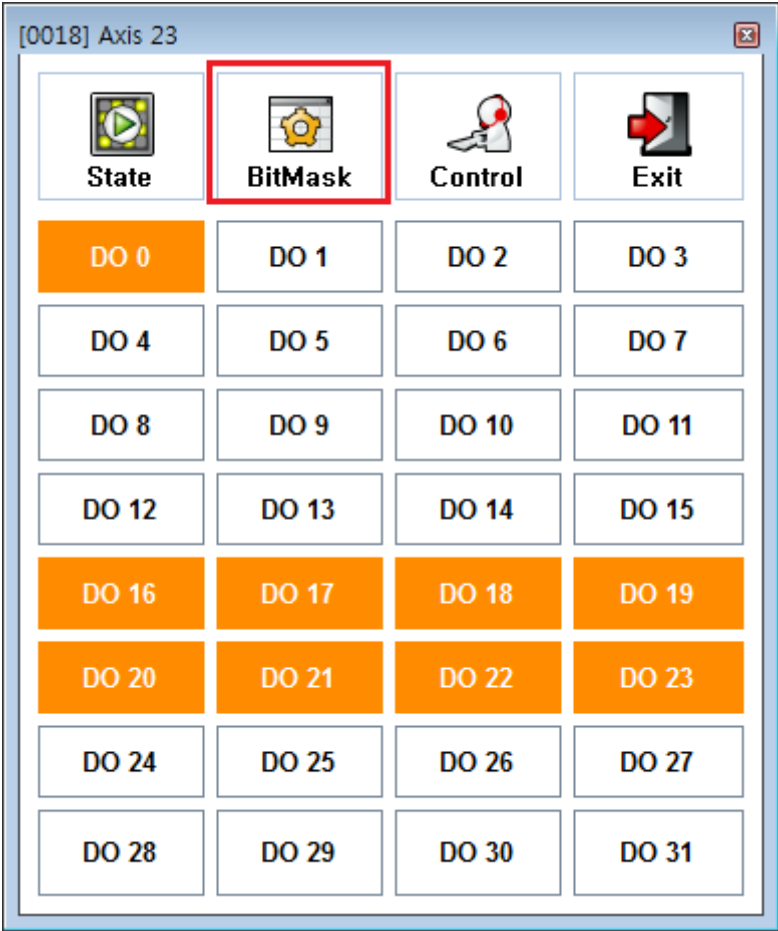 [0018] Axis 23
State BitMask Control Exit
DO 0 DO 1 DO 2 DO 3
DO 4 DO 5 DO 6 DO 7
DO 8 DO 9 DO 10 DO 11
DO 12 DO 13 DO 14 DO 15
DO 16 DO 17 DO 18 DO 19
DO 20 DO 21 DO 22 DO 23
DO 24 DO 25 DO 26 DO 27
DO 28 DO 29 DO 30 DO 31